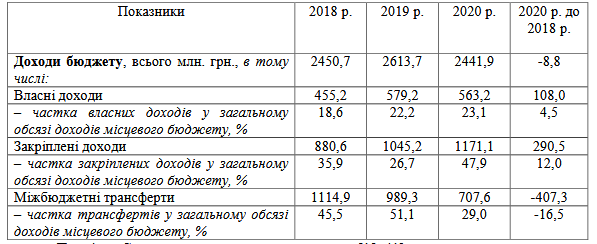 Показники 2018 р. 2019 р. 2020 р. 2020 р. до
2018 р.
Доходи бюджету, всього млн. грн., в тому 2450,7 2613,7 2441,9 -8,8
числі:
Власні доходи 455,2 579,2 563,2 108,0
– частка власних доходів у загальному 18,6 22,2 23,1 4,5
обсязі доходів місцевого бюджету, %
Закріплені доходи 880,6 1045,2 1171,1 290,5
– частка закріплених доходів у загальному 35,9 26,7 47,9 12,0
обсязі доходів місцевого бюджету, %
Міжбюджетні трансферти 1114,9 989,3 707,6 -407,3
– частка трансфертів у загальному обсязі 45,5 51,1 29,0 -16,5
доходів місцевого бюджету, %